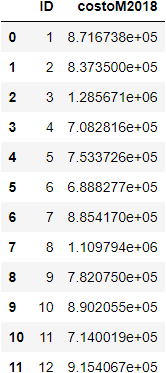 ID costoM2018
0 1 8.716738e+05
1 2 8.373500e+05
2 3 1.285671e+06
3 4 7.082816e+05
4 5 7.533726e+05
5 6 6.888277e+05
6 7 8.854170e+05
7 8 1.109794e+06
8 9 7.820750e+05
9 10 8.902055e+05
10 11 7.140019e+05
11 12 9.154067e+05